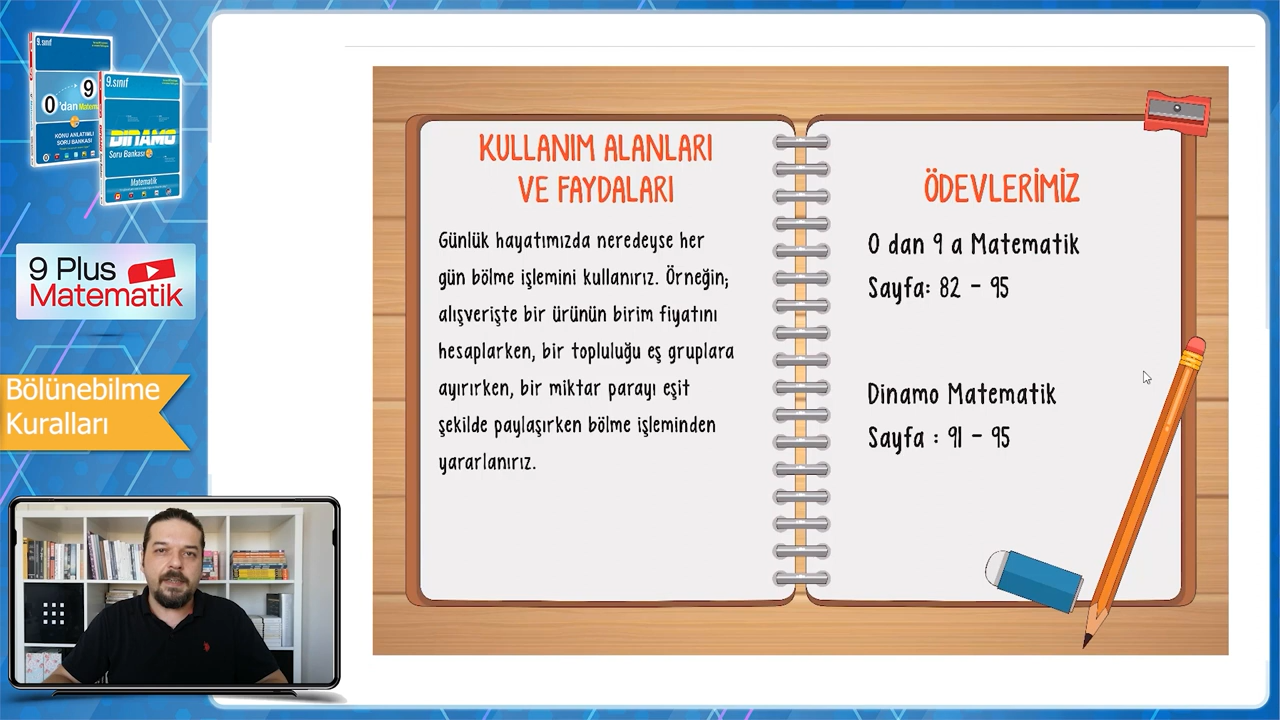 9.sınıf
0 'dan 9
Matematik
KONU ANLATIMLI
SORU BANKASI
9.sınıf
DİNAMO
Soru Bankası
Matematik
9 Plus
Matematik
Bölünebilme
Kuralları
KULLANIM ALANLARI
VE FAYDALARI
Günlük hayatımızda neredeyse her
gün bölme işlemini kullanırız. Örneğin;
alışverişte bir ürünün birim fiyatını
hesaplarken, bir topluluğu eş gruplara
ayırırken, bir miktar parayı eşit
şekilde paylaşırken bölme işleminden
yararlanırız.
ÖDEVLERİMİZ
0 dan 9 a Matematik
Sayfa: 82 - 95
Dinamo Matematik
Sayfa : 91 - 95